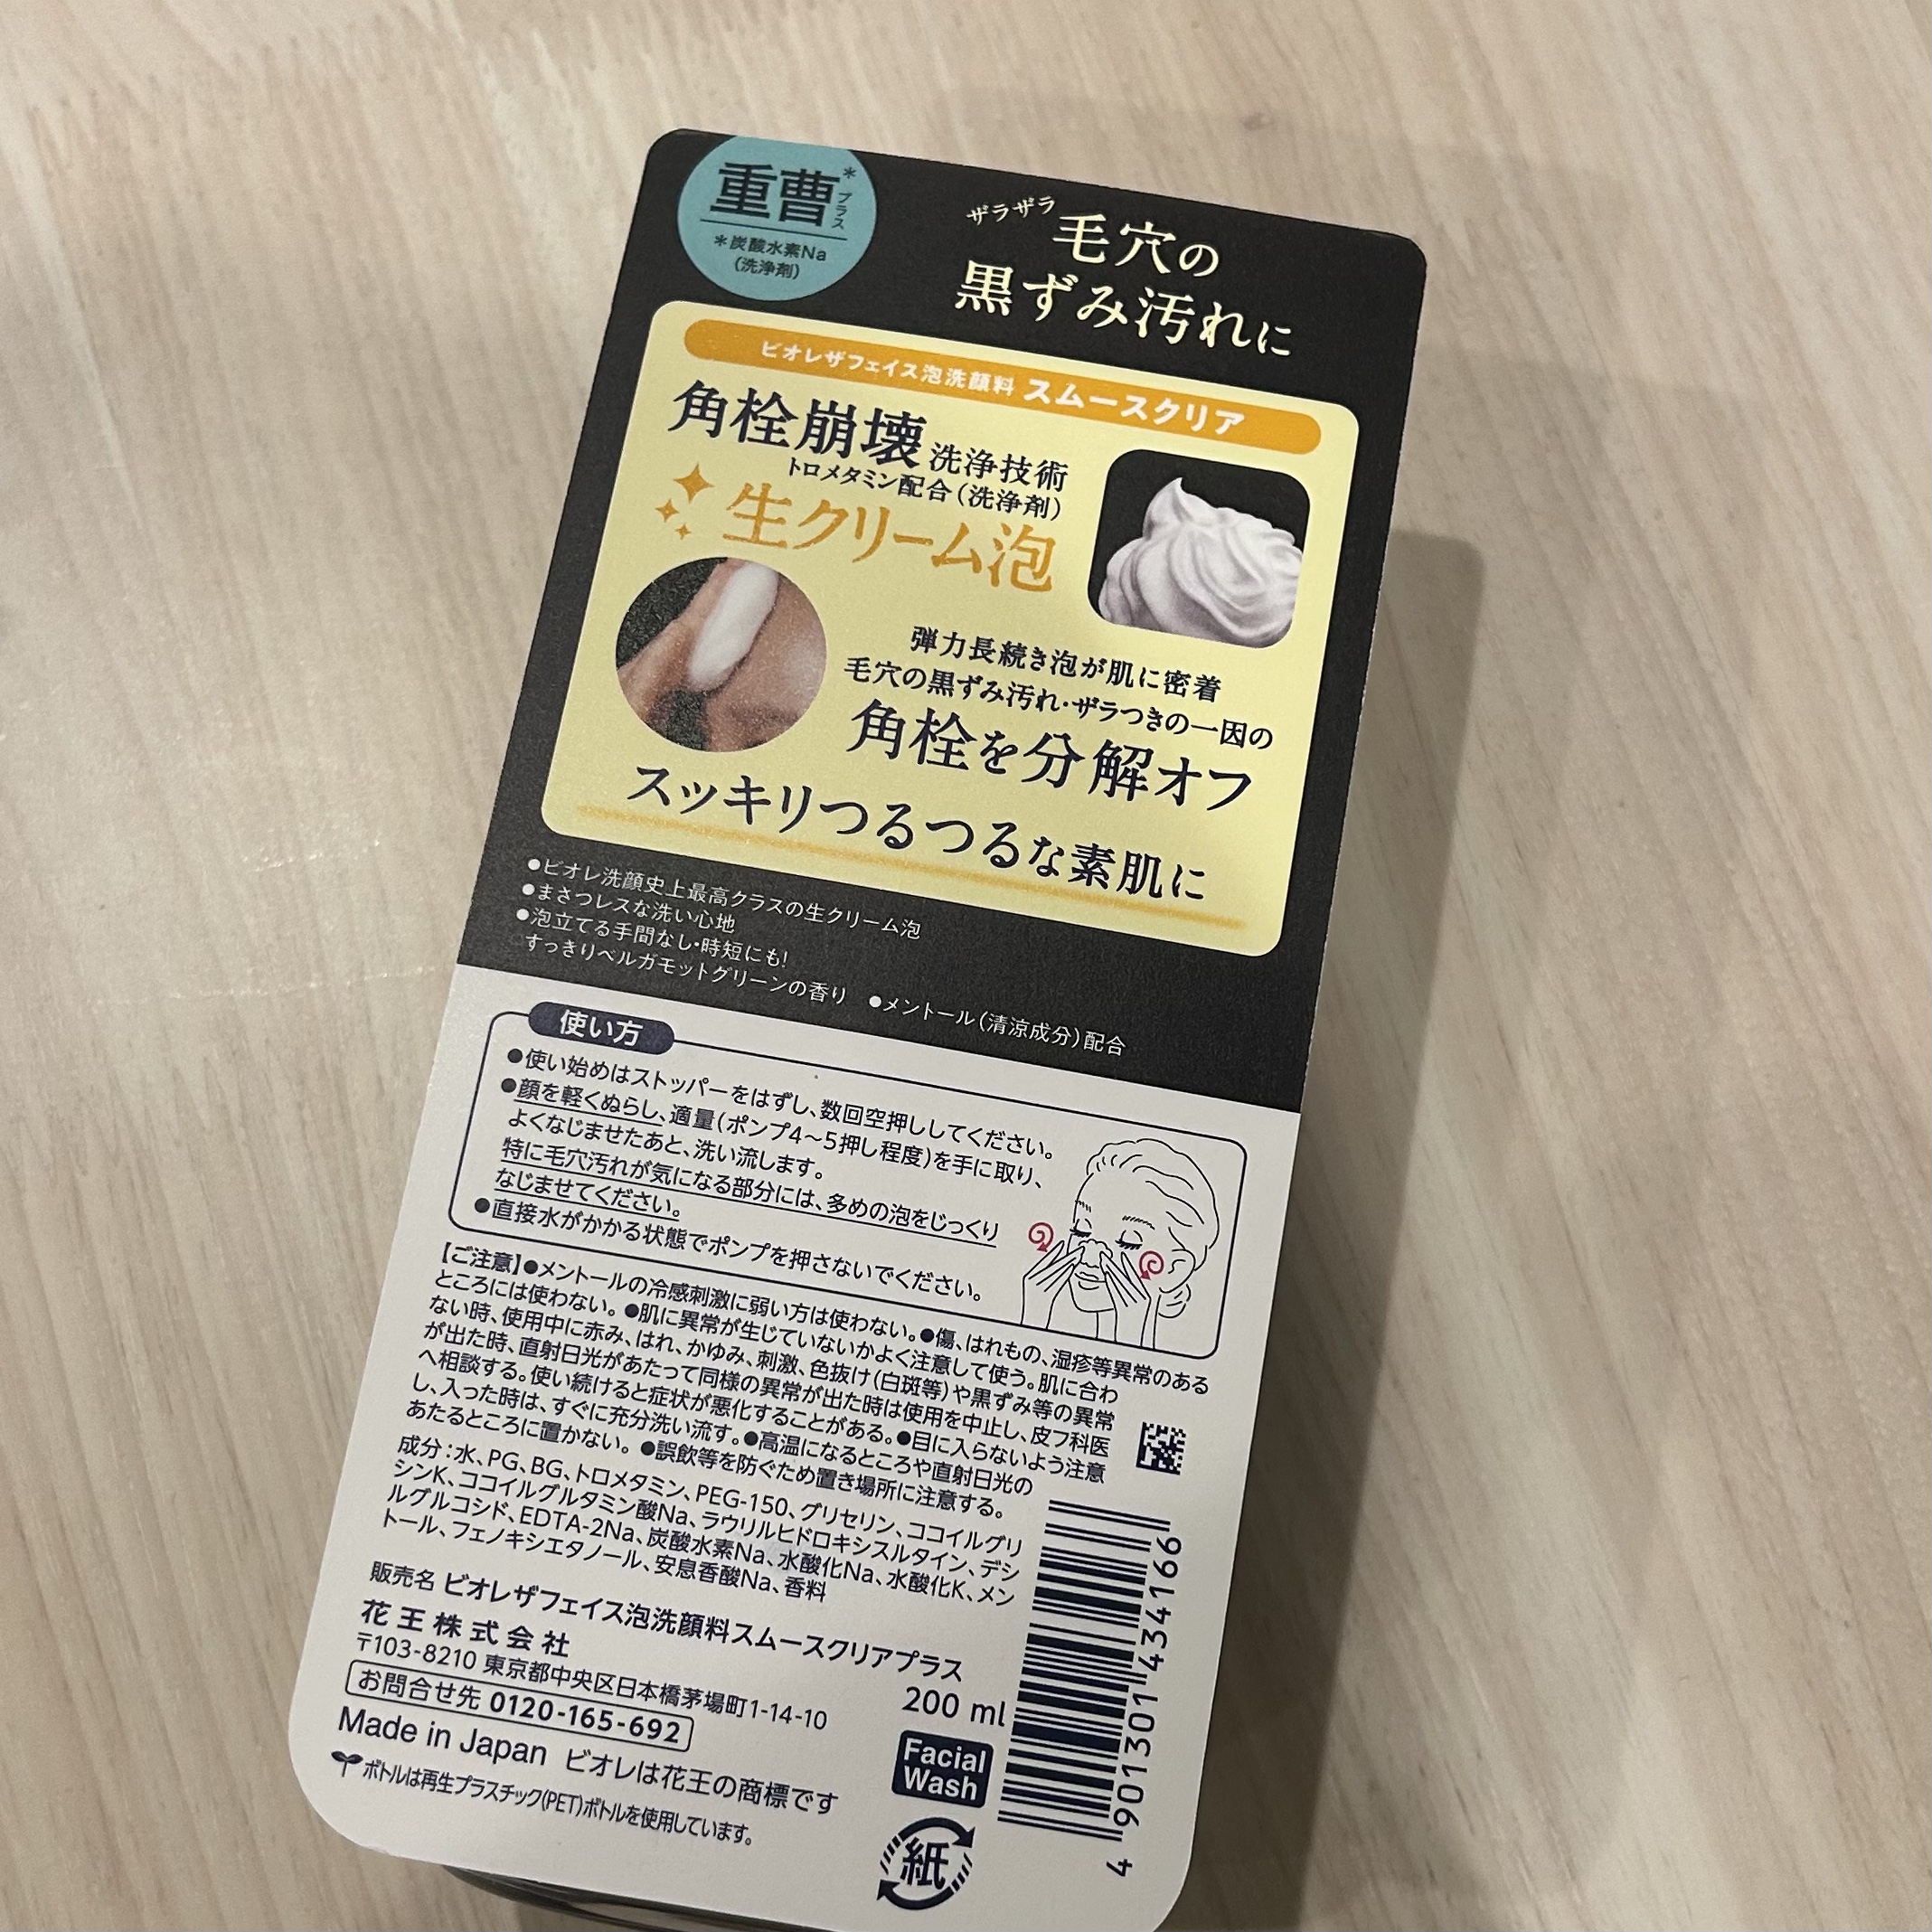 重曹*
プラス
*炭酸水素Na
(洗浄剤)
ザラザラ
毛穴の
黒ずみ汚れに
ビオレザフェイス泡洗顔料 スムースクリア
角栓崩壊洗浄技術
トロメタミン配合(洗浄剤)
生クリーム泡
弾力長続き泡が肌に密着
毛穴の黒ずみ汚れ・ザラつきの一因の
角栓を分解オフ
スッキリつるつるな素肌に
●ビオレ洗顔史上最高クラスの生クリーム泡
●まさつレスな洗い心地
●泡立てる手間なし・時短にも!
すっきりベルガモットグリーンの香り ●メントール(清涼成分)配合
使い方
●使い始めはストッパーをはずし、数回空押ししてください。
●顔を軽くぬらし、適量(ポンプ4〜5押し程度)を手に取り、
よくなじませたあと、洗い流します。
特に毛穴汚れが気になる部分には、多めの泡をじっくり
なじませてください。
●直接水がかかる状態でポンプを押さないでください。
【ご注意】●メントールの冷感刺激に弱い方は使わない。●傷、はれもの、湿疹等異常のある
ところには使わない。●肌に異常が生じていないかよく注意して使う。肌に合わ
ない時、使用中に赤み、はれ、かゆみ、刺激、色抜け(白斑等)や黒ずみ等の異常
が出た時、直射日光があたって同様の異常が出た時は使用を中止し、皮フ科医
へ相談する。使い続けると症状が悪化することがある。●目に入らないよう注意
し、入った時は、すぐに充分洗い流す。●高温になるところや直射日光の
あたるところに置かない。●誤飲等を防ぐため置き場所に注意する。
成分:水、PG、BG、トロメタミン、PEG-150、グリセリン、ココイルグリ
シンK、ココイルグルタミン酸Na、ラウリルヒドロキシスルタイン、デシ
ルグルコシド、EDTA-2Na、炭酸水素Na、水酸化Na、水酸化K、メン
トール、フェノキシエタノール、安息香酸Na、香料
販売名 ビオレザフェイス泡洗顔料スムースクリアプラス
花王株式会社
〒103-8210 東京都中央区日本橋茅場町1-14-10
200 ml
お問合せ先 0120-165-692
Made in Japan ビオレは花王の商標です
ボトルは再生プラスチック(PET)ボトルを使用しています。
Facial
Wash
紙
4 901301 434166